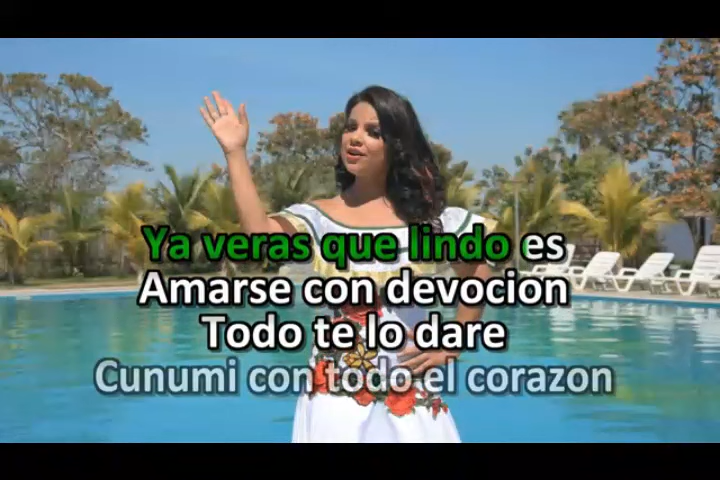 Ya veras que lindo es
Amarse con devocion
Todo te lo dare
Cunumi con todo el corazon